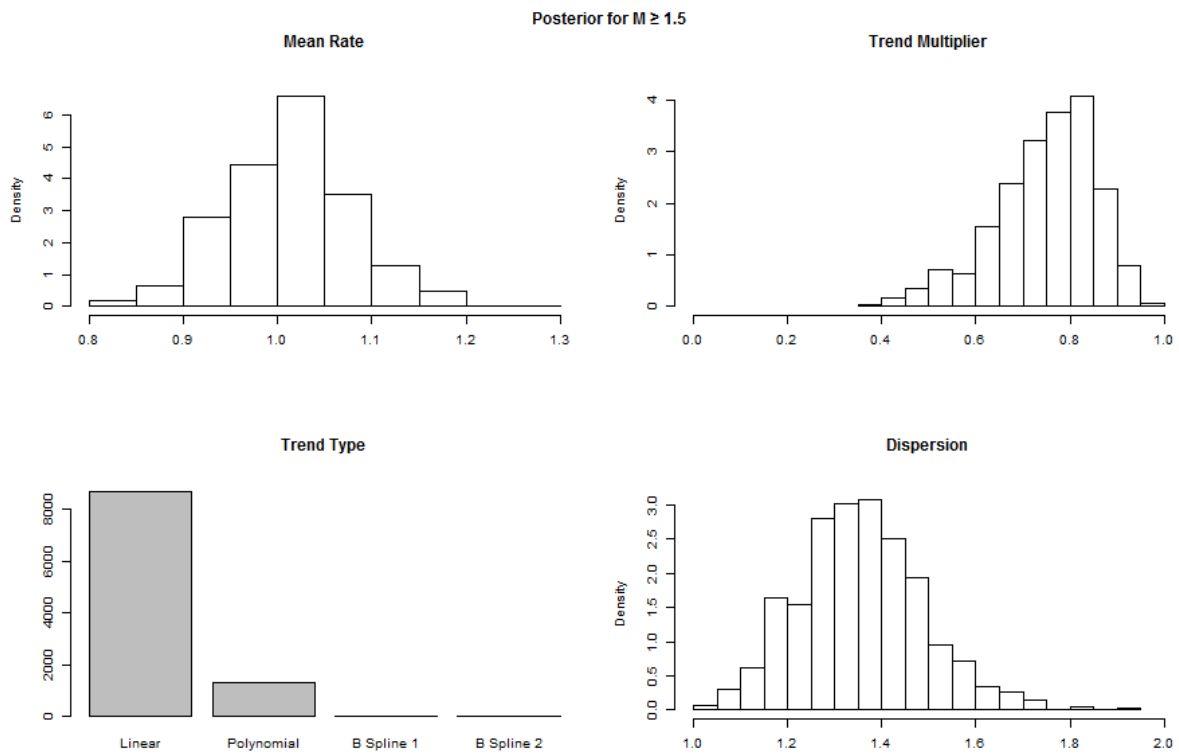 Posterior for M ≥ 1.5
Mean Rate
Density
0 1 2 3 4 5 6
0.8 0.9 1.0 1.1 1.2 1.3
Trend Multiplier
Density
0 1 2 3 4
0.0 0.2 0.4 0.6 0.8 1.0
Trend Type
0 2000 4000 6000 8000
Linear Polynomial B Spline 1 B Spline 2
Dispersion
Density
0.0 0.5 1.0 1.5 2.0 2.5 3.0
1.0 1.2 1.4 1.6 1.8 2.0